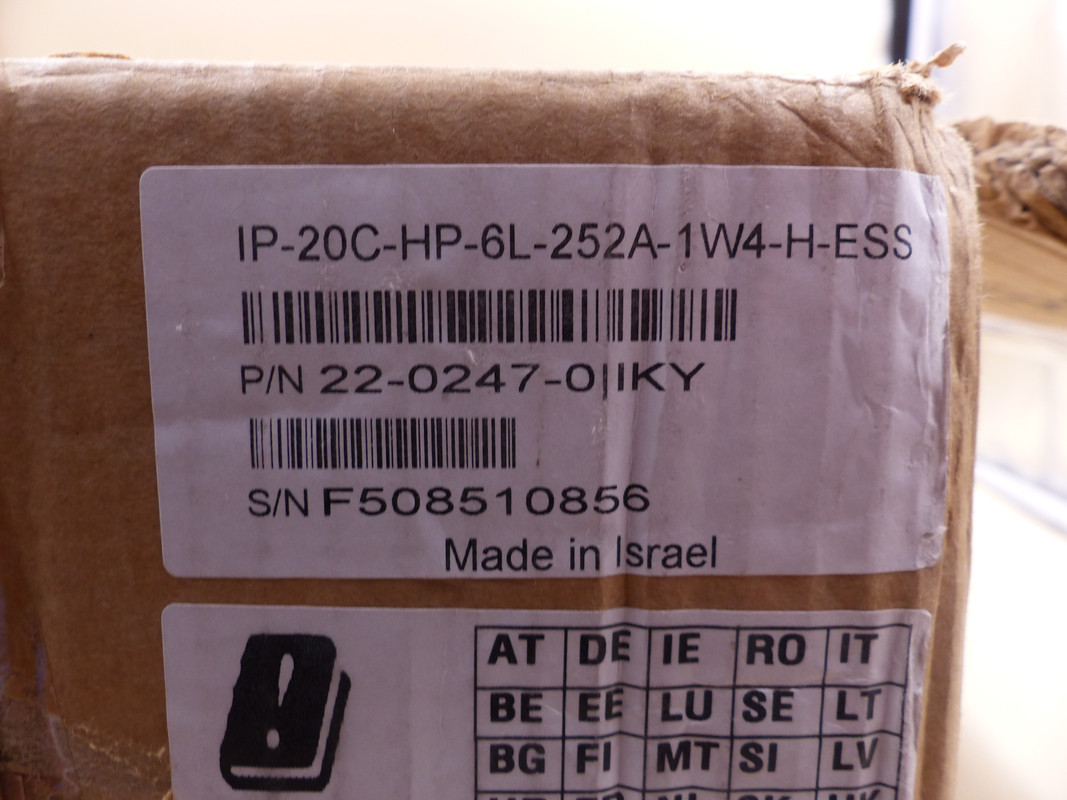 IP-20C-HP-6L-252A-1W4-H-ESS
P/N 22-0247-0|IKY
S/N F508510856
Made in Israel
AT DE IE RO IT
BE EE LU SE LT
BG FI MT SI LV